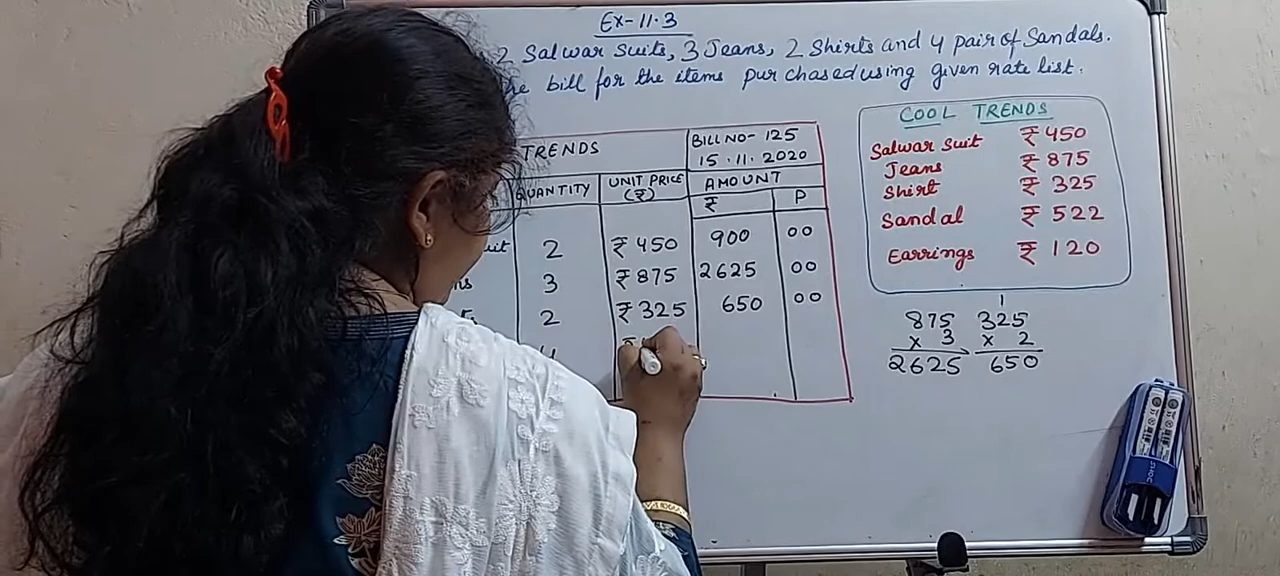 Ex-11.3
2 Salwar Suits, 3 Jeans, 2 Shirts and 4 pair of Sandals.
bill for the items purchased using given rate list.
TRENDS
BILL NO- 125
15.11.2020
QUANTITY
UNIT PRICE
(₹)
AMOUNT
₹ P
2 ₹450 900 00
3 ₹875 2625 00
2 ₹325 650 00
COOL TRENDS
Salwar Suit ₹450
Jeans ₹875
Shirt ₹325
Sandal ₹522
Earrings ₹120
875
x 3
2625
1
325
x 2
650